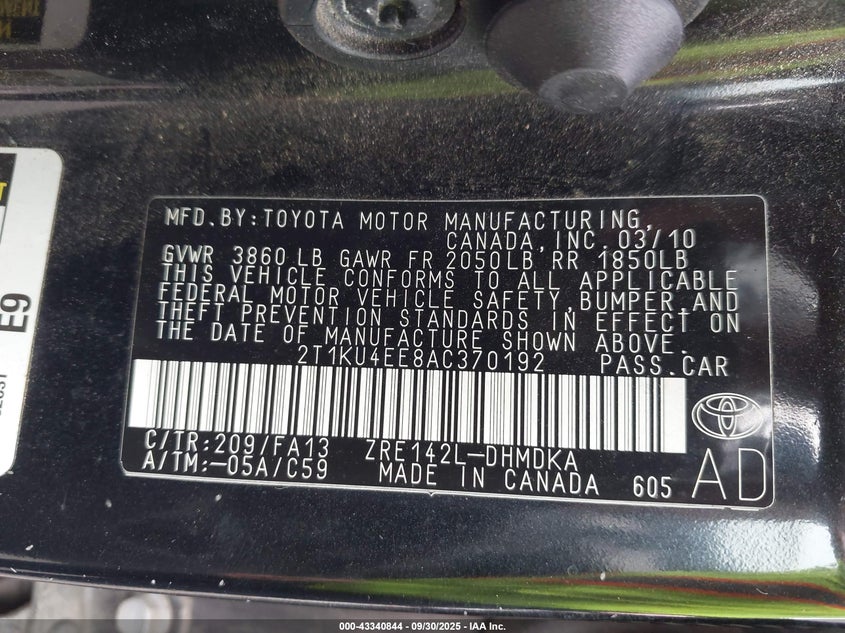 MFD.BY:TOYOTA MOTOR MANUFACTURING,
CANADA,INC. 03/10
GVWR 3860 LB GAWR FR 2050LB RR 1850LB
THIS VEHICLE CONFORMS TO ALL APPLICABLE
FEDERAL MOTOR VEHICLE SAFETY,BUMPER,AND
THEFT PREVENTION STANDARDS IN EFFECT ON
THE DATE OF MANUFACTURE SHOWN ABOVE.
2T1KU4EE8AC370192 PASS.CAR
C/TR:209/FA13 ZRE142L-DHMDKA
A/TM:-05A/C59 MADE IN CANADA 605 AD
E9
000-43340844 - 09/30/2025 - IAA Inc.